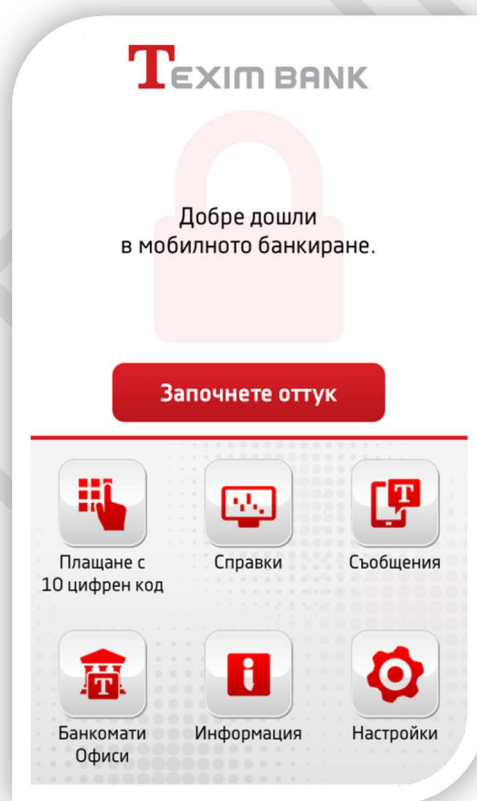 TEXIM BANK
Добре дошли
в мобилното банкиране.
Започнете оттук
T
Плащане с
10 цифрен код
Справки
Съобщения
T
i
Банкомати
Офиси
Информация
Настройки